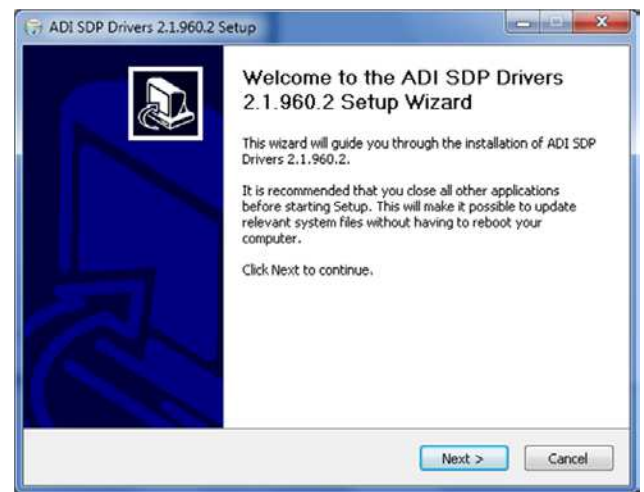 ADI SDP Drivers 2.1.960.2 Setup
Welcome to the ADI SDP Drivers
2.1.960.2 Setup Wizard
This wizard will guide you through the installation of ADI SDP
Drivers 2.1.960.2.
It is recommended that you close all other applications
before starting Setup. This will make it possible to update
relevant system files without having to reboot your
computer.
Click Next to continue.
Next >
Cancel